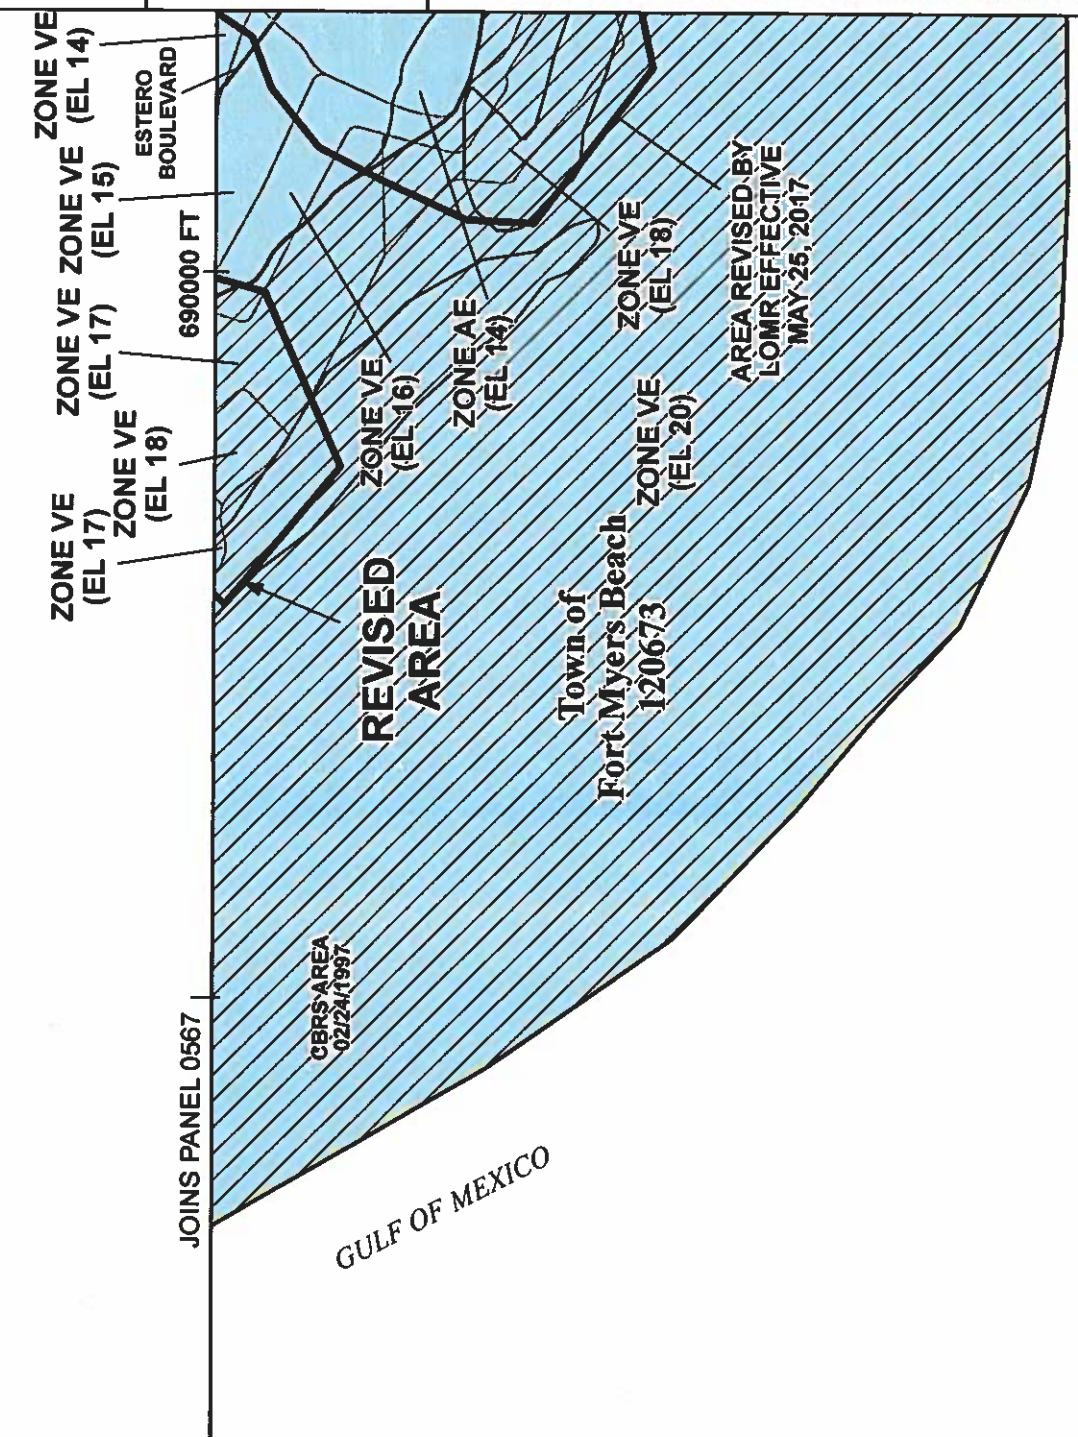 ZONE VE
(EL 14)
ESTERO
BOULEVARD
ZONE VE
(EL 15)
690000 FT
ZONE VE
(EL 17)
ZONE VE
(EL 18)
ZONE VE
(EL 17)
ZONE VE
(EL 16)
ZONE AE
(EL 14)
ZONE VE
(EL 18)
AREA REVISED BY
LOMR EFFECTIVE
MAY 25, 2017
ZONE VE
(EL 20)
REVISED
AREA
Town of
Fort Myers Beach
120673
CBRS AREA
02/24/1997
JOINS PANEL 0567
GULF OF MEXICO